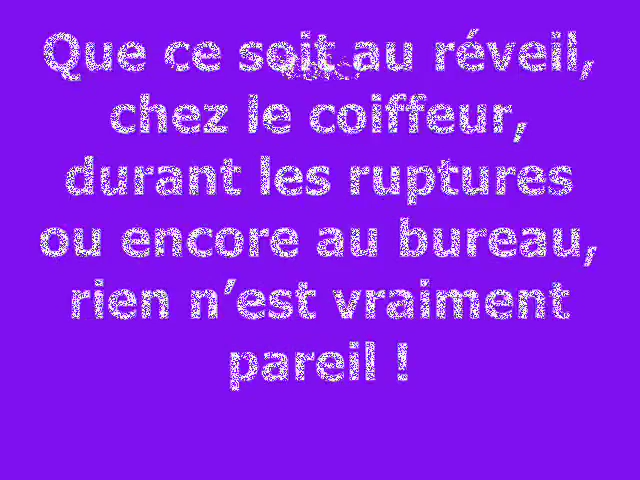 Que ce soit au réveil,
chez le coiffeur,
durant les ruptures
ou encore au bureau,
rien n’est vraiment
pareil !